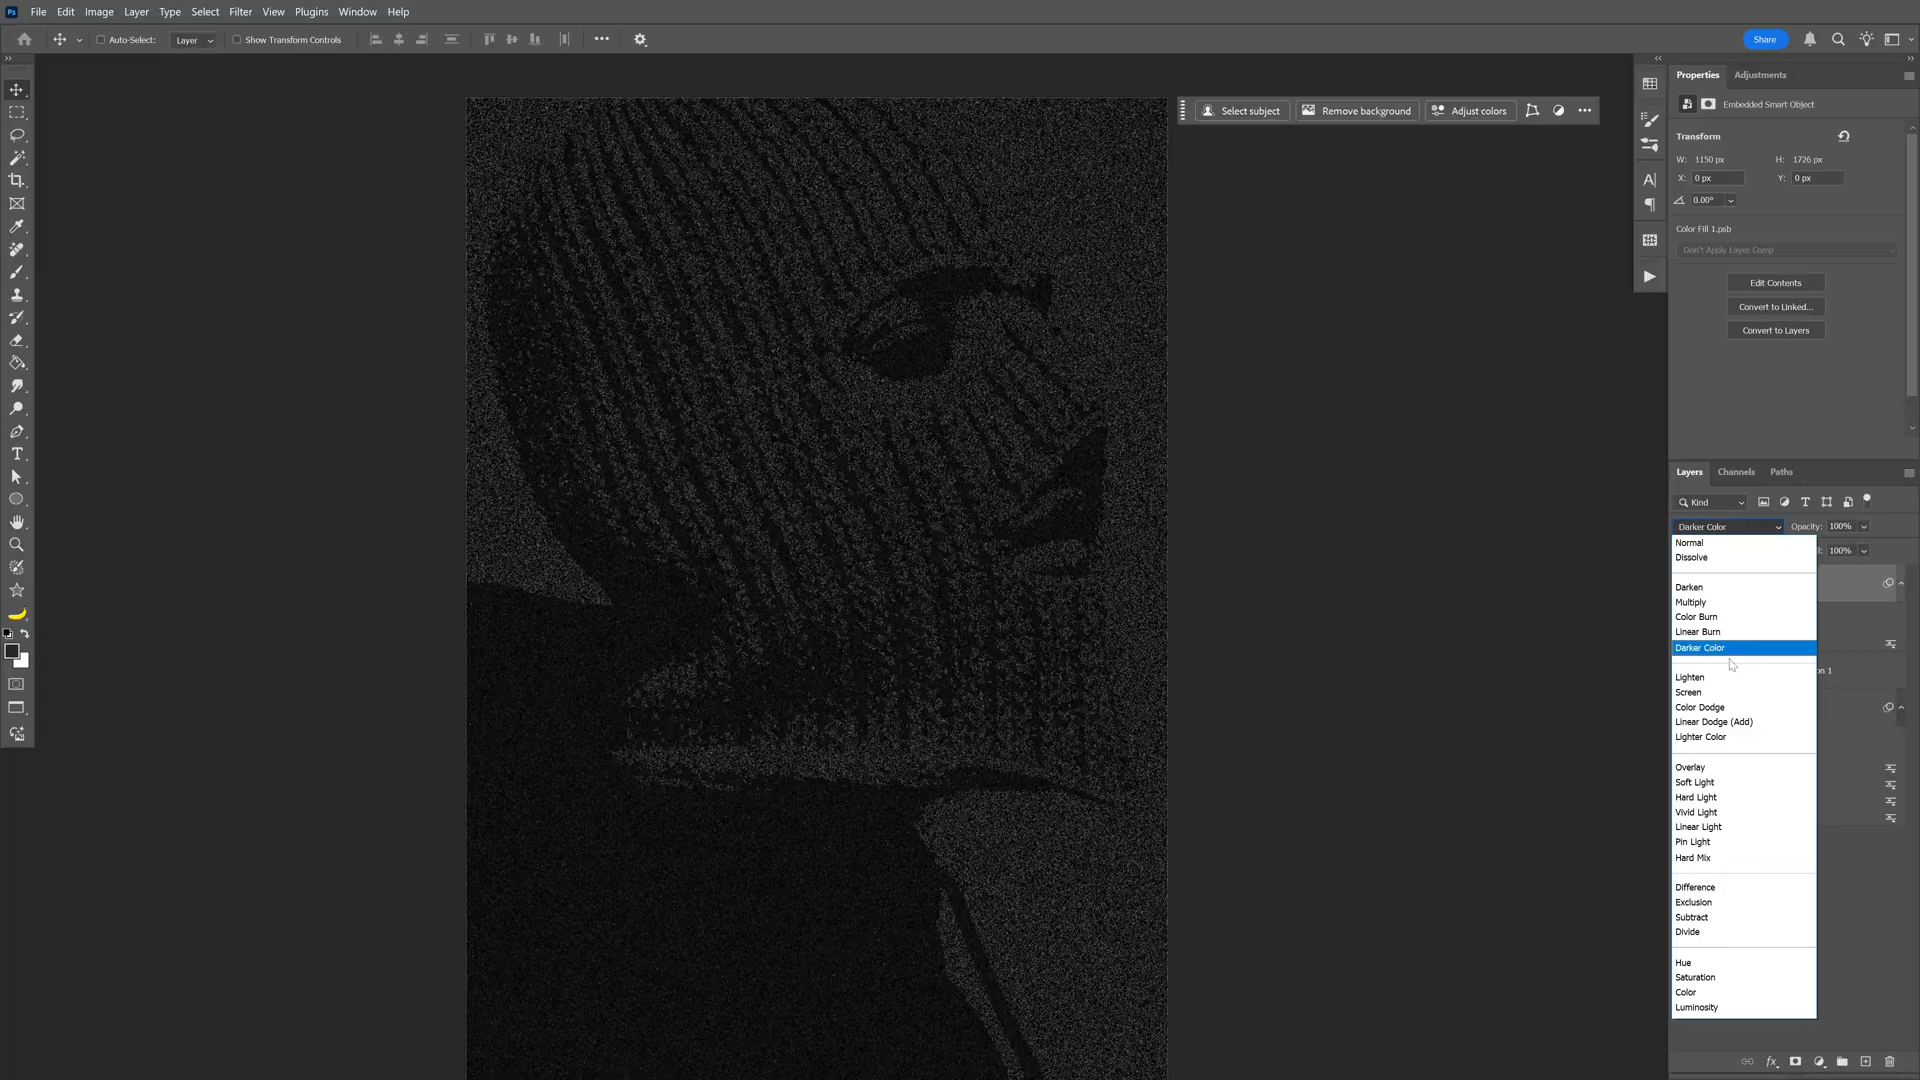 Ps File Edit Image Layer Type Select Filter View Plugins Window Help
Auto-Select: Layer Show Transform Controls Share
Select subject Remove background Adjust colors
Properties Adjustments
Embedded Smart Object
Transform
W: 1150 px H: 1726 px
X: 0 px Y: 0 px
0.00°
Color Fill 1.psb
Don't Apply Layer Comp
Edit Contents
Convert to Linked...
Convert to Layers
Layers Channels Paths
Kind
Darker Color Opacity: 100%
100%
Normal
Dissolve
Darken
Multiply
Color Burn
Linear Burn
Darker Color
Lighten
Screen
Color Dodge
Linear Dodge (Add)
Lighter Color
Overlay
Soft Light
Hard Light
Vivid Light
Linear Light
Pin Light
Hard Mix
Difference
Exclusion
Subtract
Divide
Hue
Saturation
Color
Luminosity